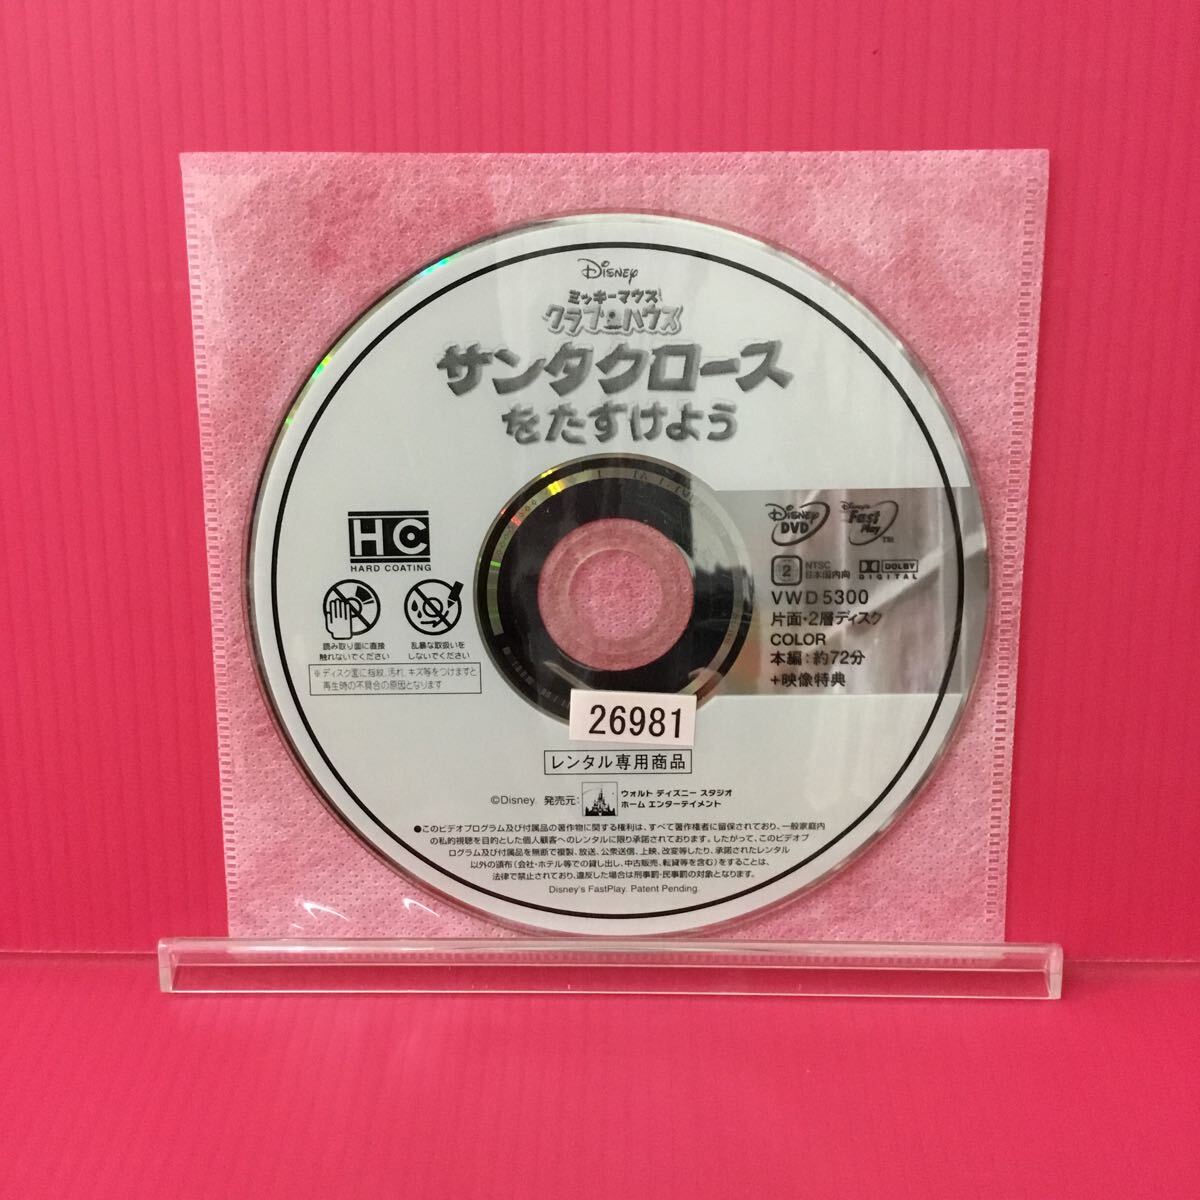 Disney
ミッキーマウス
クラブハウス
サンタクロース
をたすけよう
HC
HARD COATING
読み取り面に直接
触れないでください
乱暴な取扱いを
しないでください
※ディスク面に指紋、汚れ、キズ等をつけますと
再生時の不具合の原因となります
Disney DVD
Disney's Fast Play TM
2 NTSC 日本国内向 DOLBY DIGITAL
VWD5300
片面・2層ディスク
COLOR
本編:約72分
+映像特典
26981
レンタル専用商品
©Disney 発売元: ウォルト ディズニー スタジオ
ホーム エンターテイメント
●このビデオプログラム及び付属品の著作物に関する権利は、すべて著作権者に留保されており、一般家庭内
の私的視聴を目的とした個人顧客へのレンタルに限り承諾されております。したがって、このビデオプ
ログラム及び付属品を無断で複製、放送、公衆送信、上映、改変等したり、承諾されたレンタル
以外の頒布(会社・ホテル等での貸し出し、中古販売、転貸等を含む)をすることは、
法律で禁止されており、違反した場合は刑事罰・民事罰の対象となります。
Disney's FastPlay. Patent Pending.